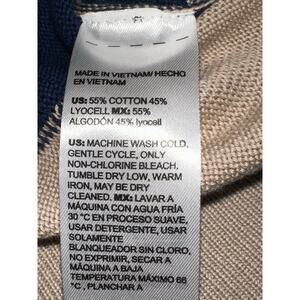 MADE IN VIETNAM/ HECHO
EN VIETNAM
US: 55% COTTON 45%
LYOCELL MX: 55%
ALGODÓN 45% lyocell
US: MACHINE WASH COLD,
GENTLE CYCLE, ONLY
NON-CHLORINE BLEACH.
TUMBLE DRY LOW, WARM
IRON, MAY BE DRY
CLEANED. MX: LAVAR A
MÁQUINA CON AGUA FRÍA
30 °C EN PROCESO SUAVE,
USAR DETERGENTE, USAR
SOLAMENTE
BLANQUEADOR SIN CLORO,
NO EXPRIMIR, SECAR A
MÁQUINA A BAJA
TEMPERATURA MÁXIMO 66
°C, PLANCHAR A